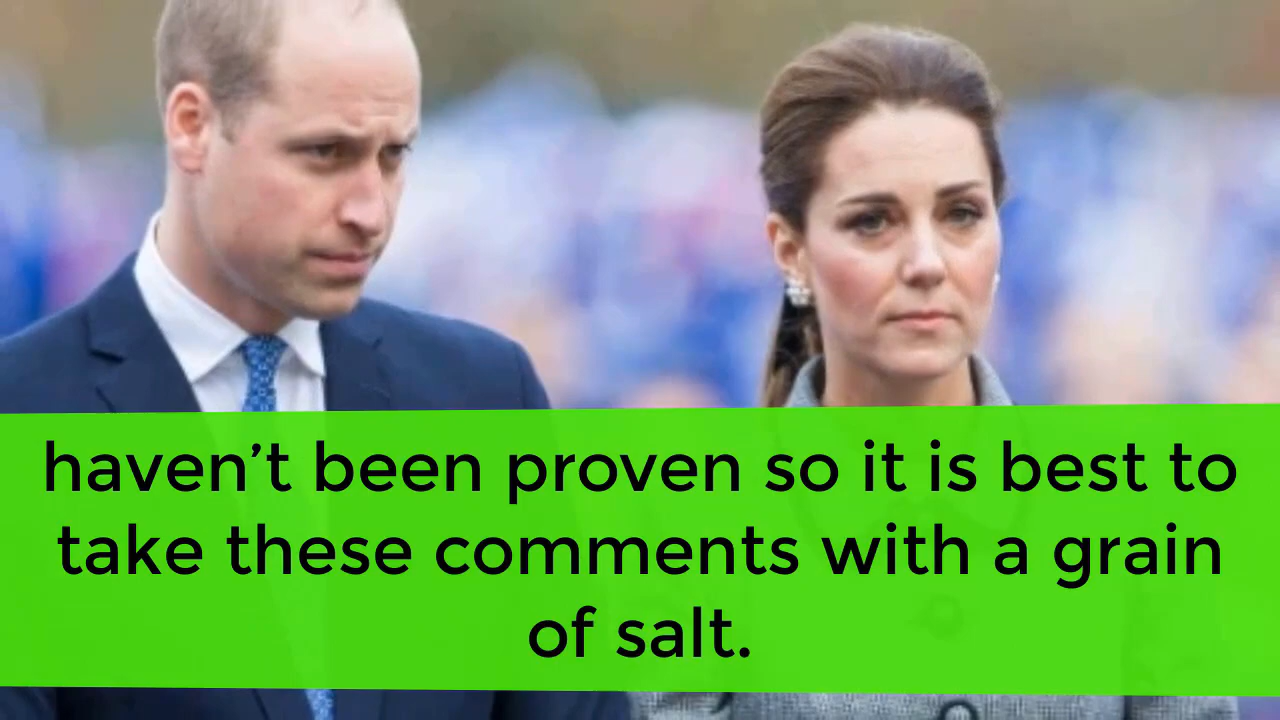 haven’t been proven so it is best to
take these comments with a grain
of salt.